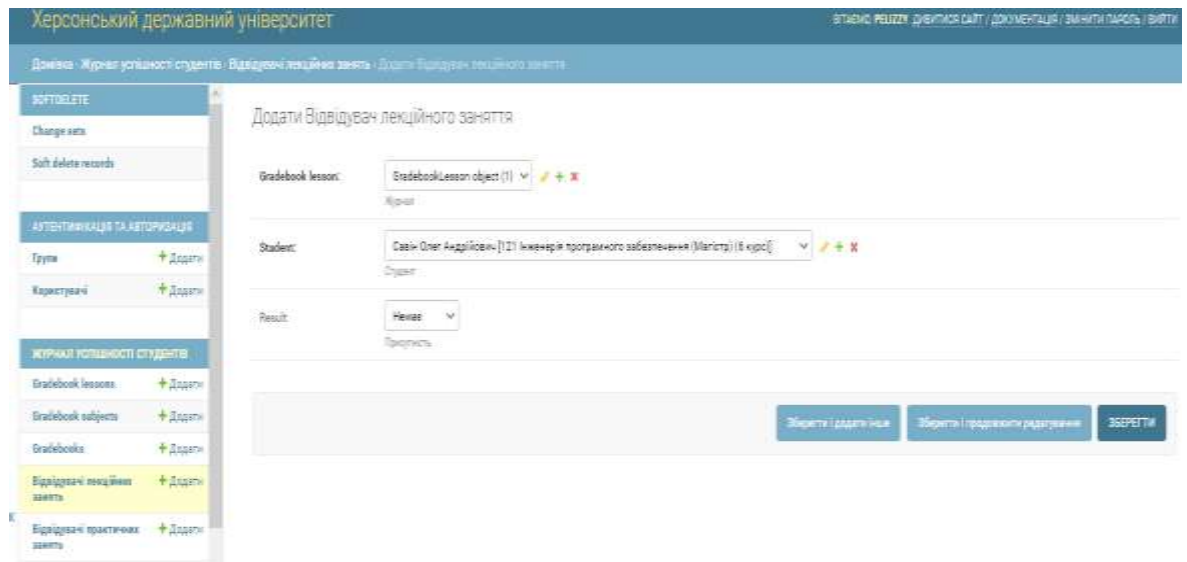 Херсонський державний університет
ВІТАЄМО, PELIZZY. ДИВИТИСЯ САЙТ / ДОКУМЕНТАЦІЯ / ЗМІНИТИ ПАРОЛЬ / ВИЙТИ
Домівка › Журнал успішності студентів › Відвідувачі лекційних занять › Додати Відвідувач лекційного заняття
SOFTDELETE
Change sets
Soft delete records
АУТЕНТИФІКАЦІЯ ТА АВТОРИЗАЦІЯ
Групи + Додати
Користувачі + Додати
ЖУРНАЛ УСПІШНОСТІ СТУДЕНТІВ
Gradebook lessons + Додати
Gradebook subjects + Додати
Gradebooks + Додати
Відвідувачі лекційних + Додати
занять
Відвідувачі практичних + Додати
занять
Додати Відвідувач лекційного заняття
Gradebook lesson: GradebookLesson object (1)
Журнал
Student: Савін Олег Андрійович [121 Інженерія програмного забезпечення (Магістр) (6 курс)]
Студент
Result: Немає
Присутність
Зберегти і додати інше Зберегти і продовжити редагування ЗБЕРЕГТИ